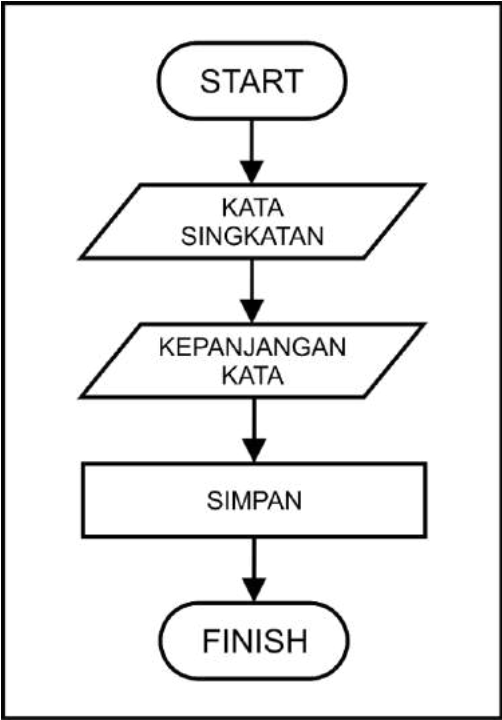 START
KATA
SINGKATAN
KEPANJANGAN
KATA
SIMPAN
FINISH